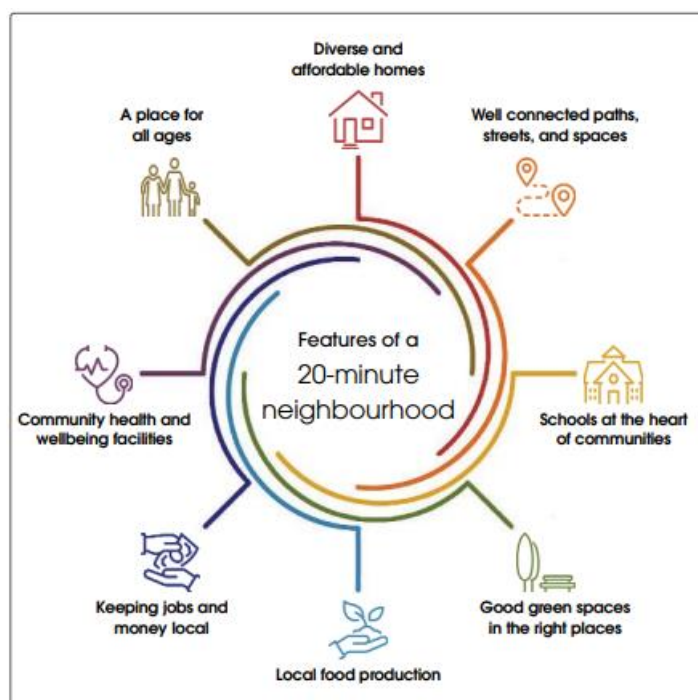 Diverse and
affordable homes
Well connected paths,
streets, and spaces
Schools at the heart
of communities
Good green spaces
in the right places
Local food production
Keeping jobs and
money local
Community health and
wellbeing facilities
A place for
all ages
Features of a
20-minute
neighbourhood